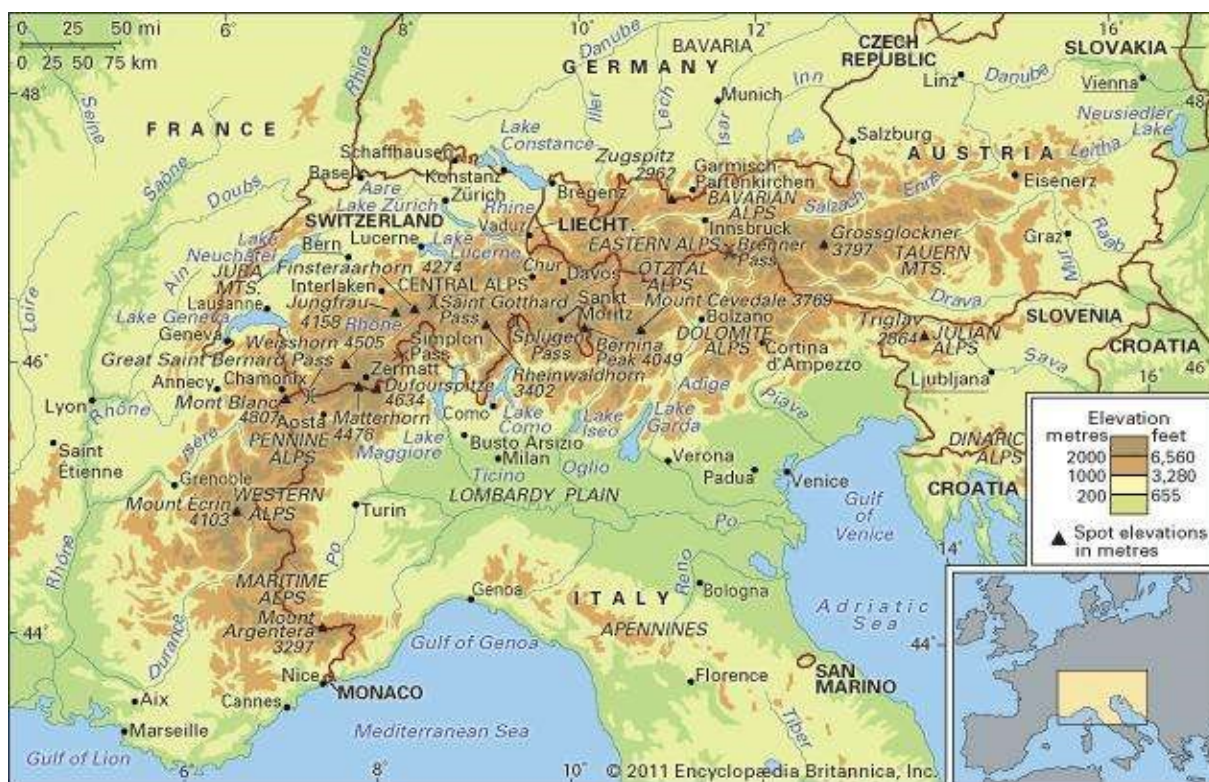 0 25 50 mi
0 25 50 75 km
6°
8°
10°
12°
16°
48
48
Seine
Rhine
Danube
BAVARIA
GERMANY
CZECH
REPUBLIC
SLOVAKIA
Linz
Danube
Vienna
Iller
Lech
Isar
Inn
Munich
Neusiedler
Lake
FRANCE
Saône
Doubs
Schaffhausen
Lake
Constance
Salzburg
AUSTRIA
Leitha
Basel
Konstanz
Zugspitz
2962
Garmisch-
Partenkirchen
Eisenerz
Enns
Aare
Zürich
Lake Zürich
Bregenz
BAVARIAN
ALPS
Salzach
SWITZERLAND
Rhine
Vaduz
LIECHT.
Innsbruck
Grossglockner
3797
Graz
Raab
Mur
Lake
Neuchâtel
Bern
Lucerne
Lake
Lucerne
EASTERN ALPS
Brenner
Pass
TAUERN
MTS.
Ain
JURA
MTS.
Finsteraarhorn
4274
Chur
Davos
ÖTZTAL
ALPS
Interlaken
CENTRAL ALPS
Loire
Lausanne
Jungfrau
4158
Saint Gotthard
Pass
Sankt
Moritz
Mount Cevedale 3769
Drava
Lake Geneva
Rhône
Bolzano
SLOVENIA
Geneva
Weisshorn 4505
Simplon
Pass
Splügen
Pass
Bernina
Peak 4049
DOLOMITE
ALPS
Triglav
2864
JULIAN
ALPS
CROATIA
46
46
16
Great Saint Bernard Pass
Zermatt
Rheinwaldhorn
3402
Cortina
d'Ampezzo
Ljubljana
Sava
Annecy
Chamonix
Dufourspitze
4634
Adige
Lyon
Rhône
Mont Blanc
4807
Matterhorn
4478
Como
Lake
Como
Lake
Iseo
Lake
Garda
Piave
Aosta
PENNINE
ALPS
Lake
Maggiore
Busto Arsizio
Milan
Saint
Étienne
Isère
Ticino
Oglio
Verona
Padua
Venice
DINARIC
ALPS
Grenoble
CROATIA
Mount Ecrin
4103
WESTERN
ALPS
LOMBARDY PLAIN
Turin
Po
Po
Gulf
of
Venice
14°
Rhône
MARITIME
ALPS
Genoa
Reno
Bologna
ITALY
Adriatic
Sea
44
44
Durance
Mount
Argentera
3297
Gulf of Genoa
APENNINES
Nice
MONACO
Florence
SAN
MARINO
Aix
Cannes
Marseille
Mediterranean Sea
Tiber
Gulf of Lion
6°
8°
10°
© 2011 Encyclopædia Britannica, Inc.
Elevation
metres feet
2000 6,560
1000 3,280
200 655
Spot elevations
in metres